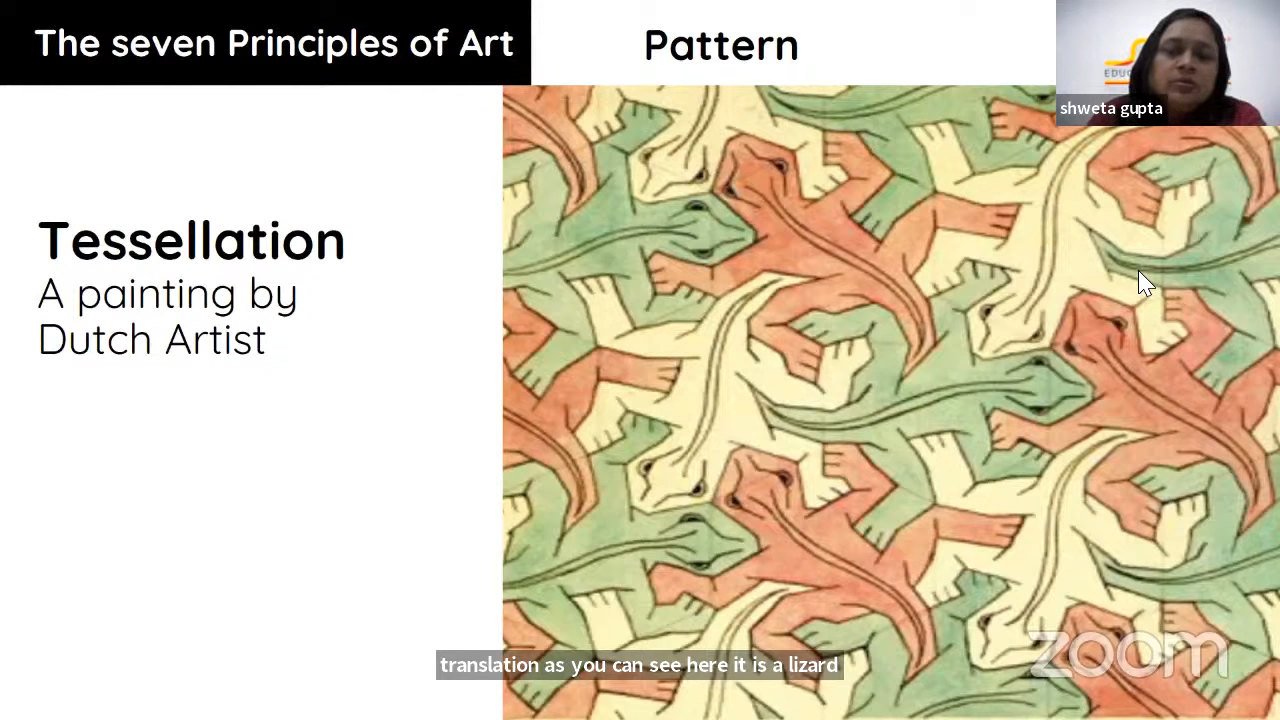 The seven Principles of Art
Pattern
shweta gupta
Tessellation
A painting by
Dutch Artist
translation as you can see here it is a lizard
zoom